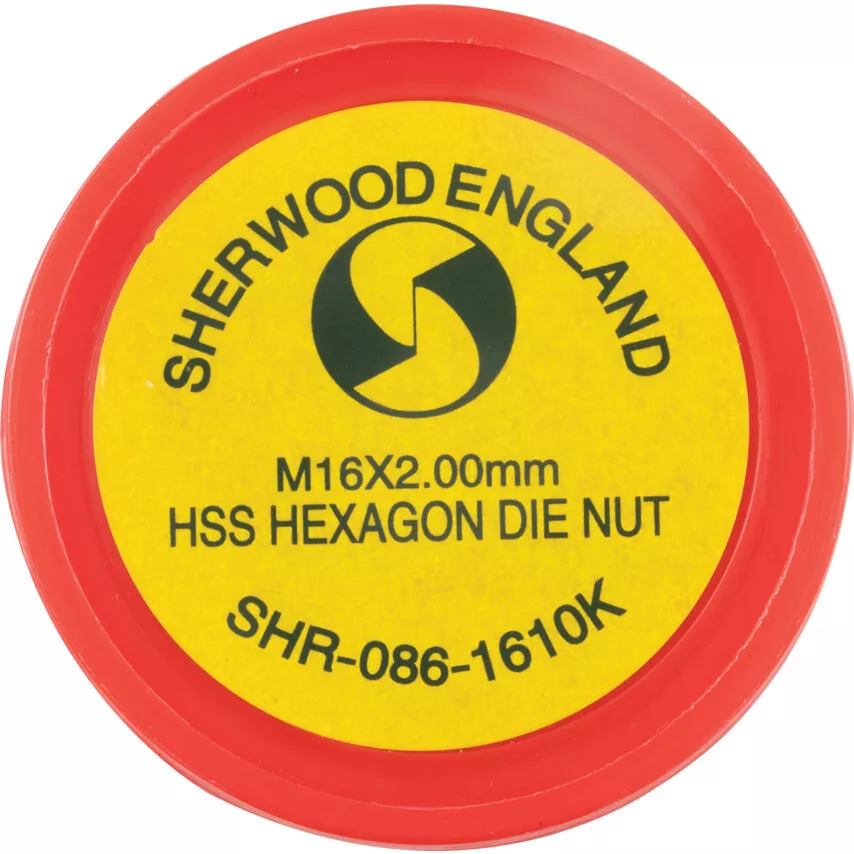 SHERWOOD ENGLAND
M16X2.00mm
HSS HEXAGON DIE NUT
SHR-086-1610K